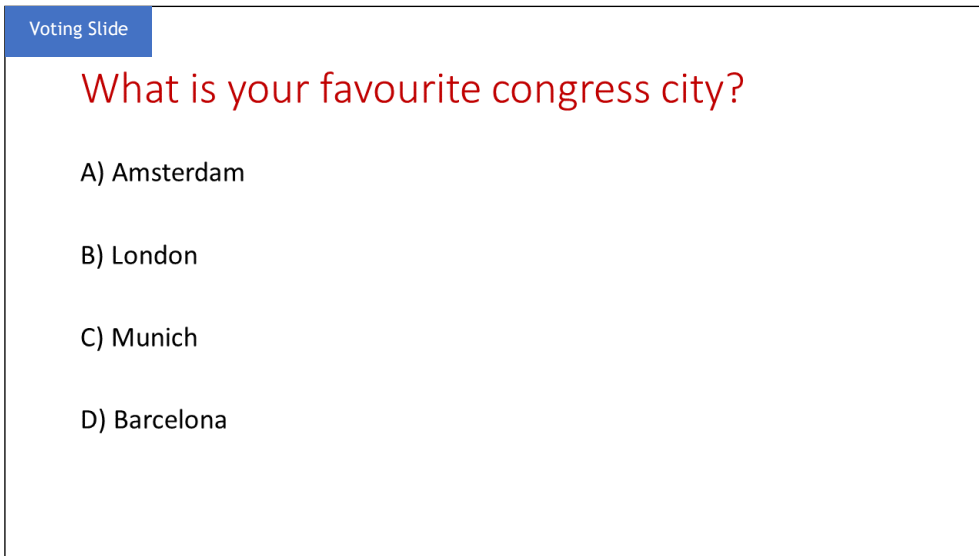 Voting Slide
What is your favourite congress city?
A) Amsterdam
B) London
C) Munich
D) Barcelona